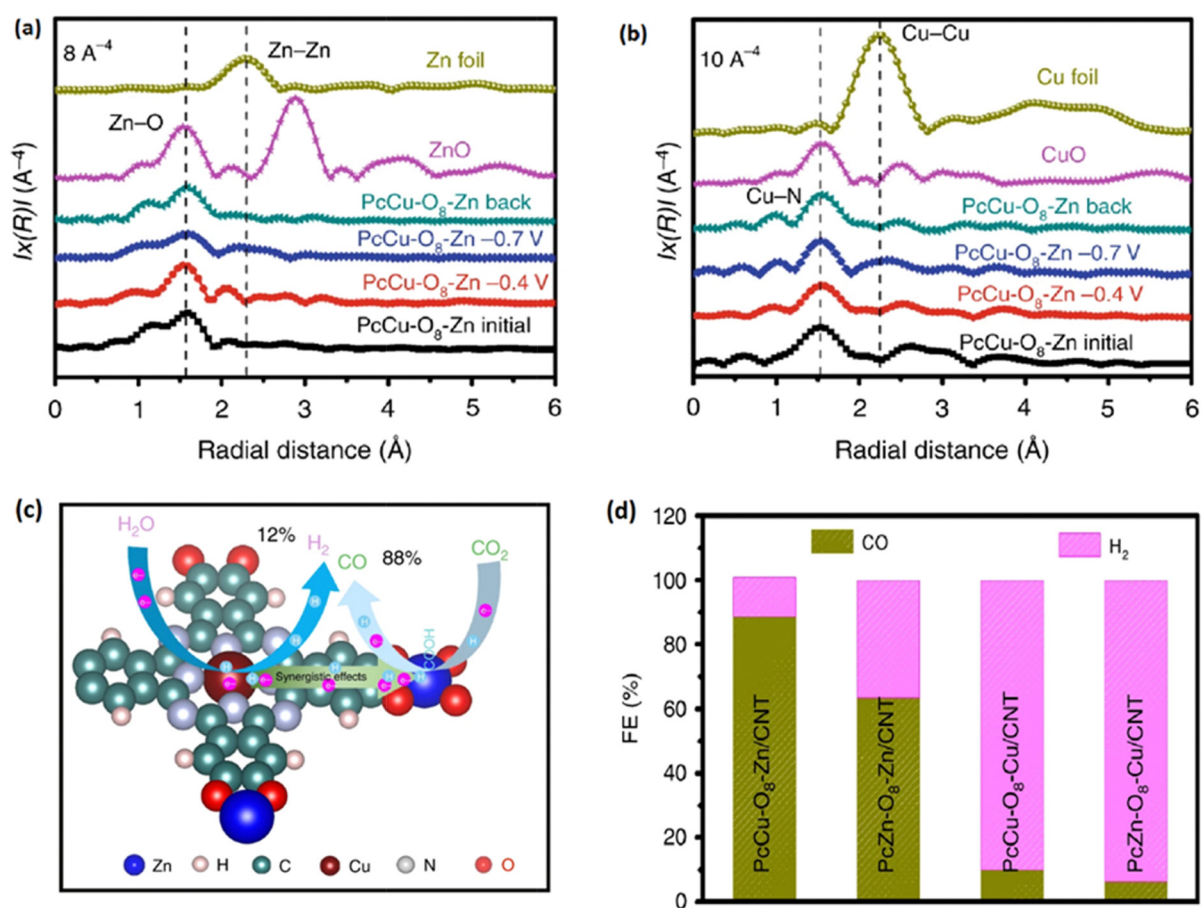 (a)
8 A⁻⁴
Zn–Zn
Zn foil
Zn–O
ZnO
PcCu-O₈-Zn back
PcCu-O₈-Zn –0.7 V
PcCu-O₈-Zn –0.4 V
PcCu-O₈-Zn initial
Ix(R)I (A⁻⁴)
0 1 2 3 4 5 6
Radial distance (Å)
(b)
10 A⁻⁴
Cu–Cu
Cu foil
CuO
Cu–N
PcCu-O₈-Zn back
PcCu-O₈-Zn –0.7 V
PcCu-O₈-Zn –0.4 V
PcCu-O₈-Zn initial
Ix(R)I (A⁻⁴)
0 1 2 3 4 5 6
Radial distance (Å)
(c)
H₂O
12%
H₂
CO
88%
CO₂
e– e– H H H e– H e– H COOH
H e– e– Synergistic effects H e– e– H e– H
Zn H C Cu N O
(d)
120
100
80
60
40
20
0
FE (%)
CO
H₂
PcCu-O₈-Zn/CNT
PcZn-O₈-Zn/CNT
PcCu-O₈-Cu/CNT
PcZn-O₈-Cu/CNT